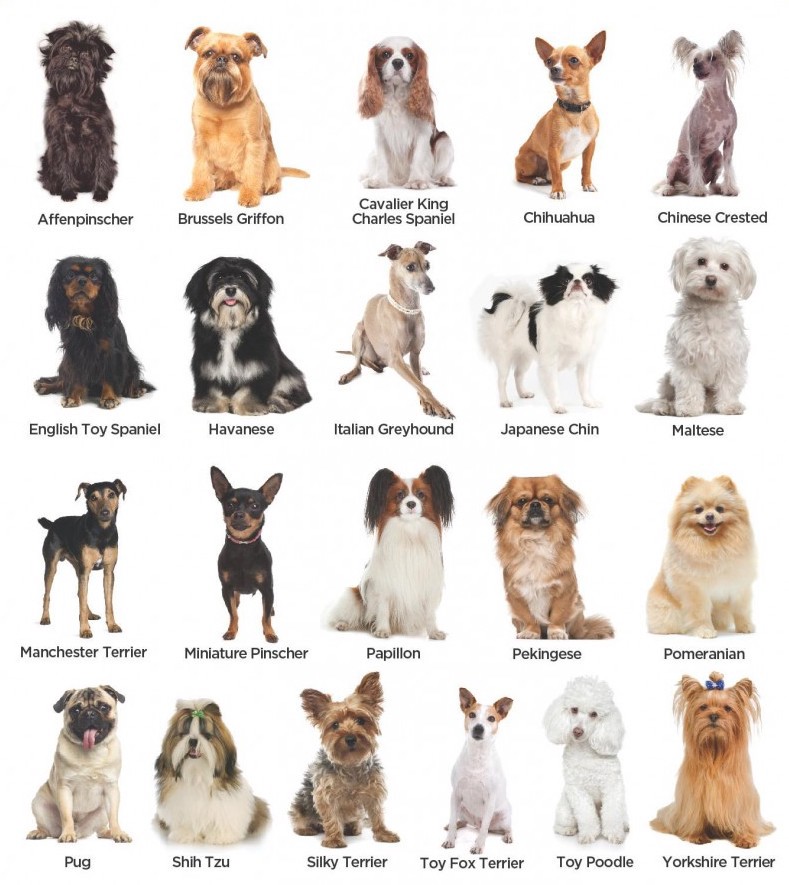 Affenpinscher
Brussels Griffon
Cavalier King
Charles Spaniel
Chihuahua
Chinese Crested
English Toy Spaniel
Havanese
Italian Greyhound
Japanese Chin
Maltese
Manchester Terrier
Miniature Pinscher
Papillon
Pekingese
Pomeranian
Pug
Shih Tzu
Silky Terrier
Toy Fox Terrier
Toy Poodle
Yorkshire Terrier